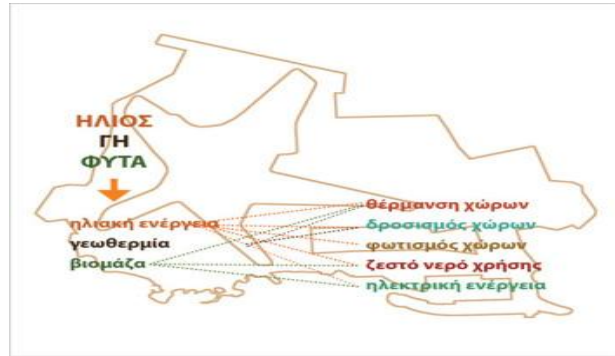 ΗΛΙΟΣ
ΓΗ
ΦΥΤΑ
ηλιακή ενέργεια
γεωθερμία
βιομάζα
θέρμανση χώρων
δροσισμός χώρων
φωτισμός χώρων
ζεστό νερό χρήσης
ηλεκτρική ενέργεια